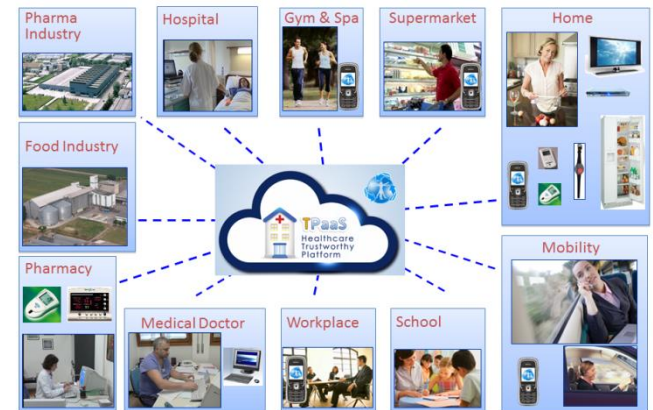 Pharma
Industry
Hospital
Gym & Spa
Supermarket
Home
Food Industry
TPaaS
Healthcare
Trustworthy
Platform
Pharmacy
Mobility
Medical Doctor
Workplace
School